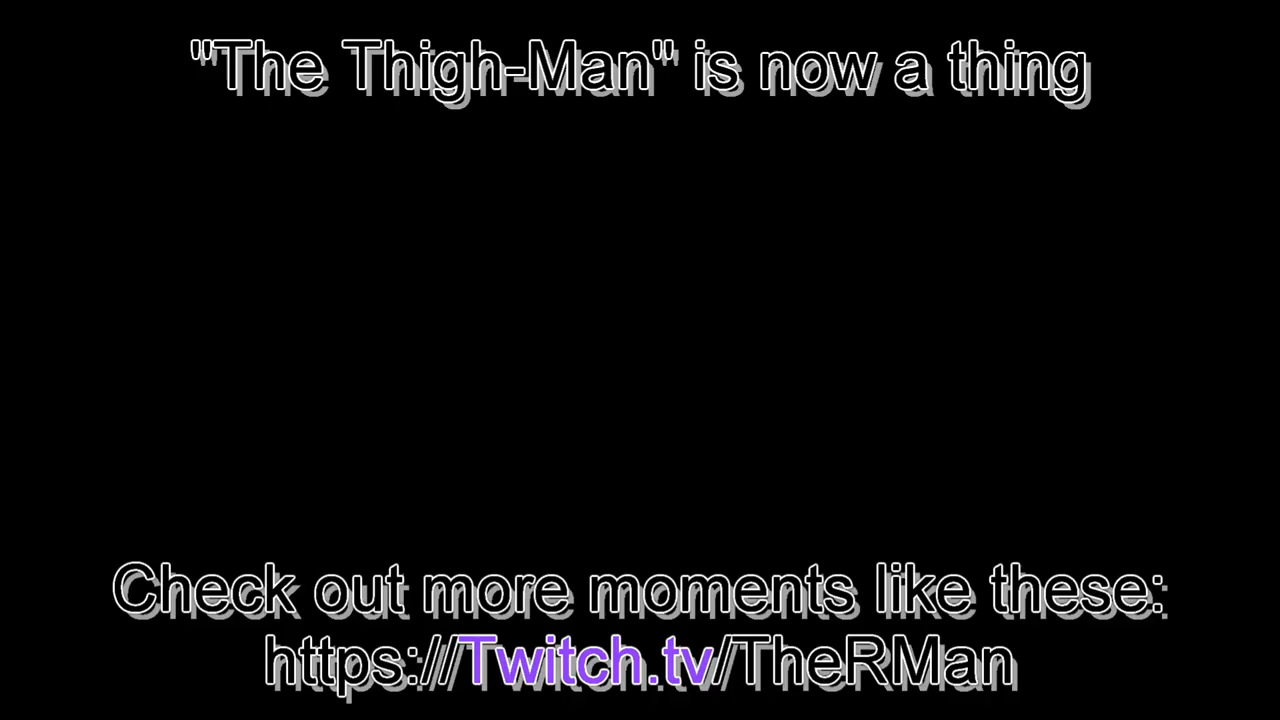 "The Thigh-Man" is now a thing
Check out more moments like these:
https://Twitch.tv/TheRMan